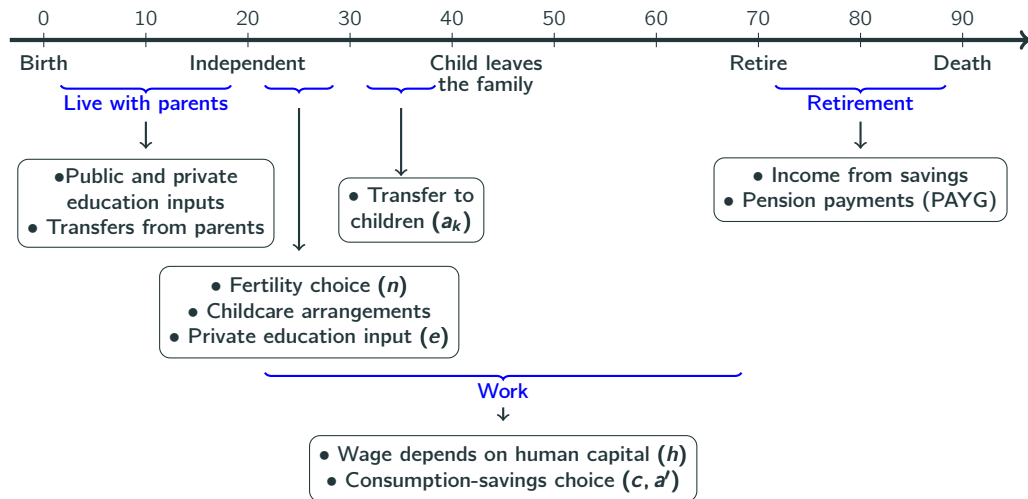 0 10 20 30 40 50 60 70 80 90
Birth Independent Child leaves Retire Death
the family
Live with parents Retirement
•Public and private
education inputs
• Transfers from parents
• Transfer to
children (a_k)
• Income from savings
• Pension payments (PAYG)
• Fertility choice (n)
• Childcare arrangements
• Private education input (e)
Work
• Wage depends on human capital (h)
• Consumption-savings choice (c, a′)